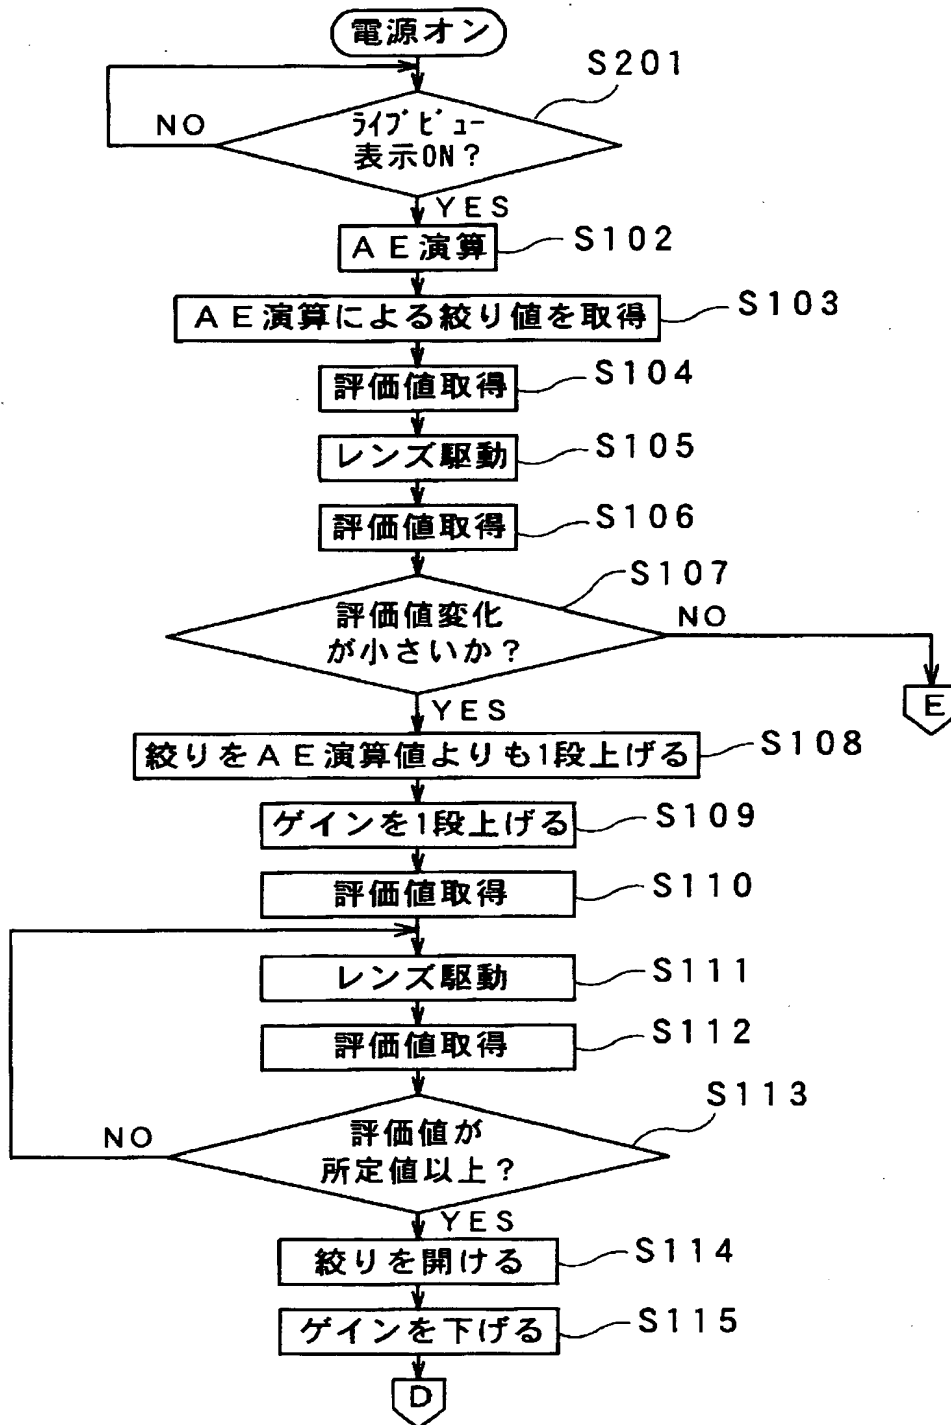 電源オン
S201
NO
ﾗｲﾌﾞﾋﾞｭｰ
表示ON？
YES
AE演算
S102
AE演算による絞り値を取得
S103
評価値取得
S104
レンズ駆動
S105
評価値取得
S106
S107
評価値変化
が小さいか？
NO
E
YES
絞りをAE演算値よりも1段上げる
S108
ゲインを1段上げる
S109
評価値取得
S110
レンズ駆動
S111
評価値取得
S112
S113
NO
評価値が
所定値以上？
YES
絞りを開ける
S114
ゲインを下げる
S115
D